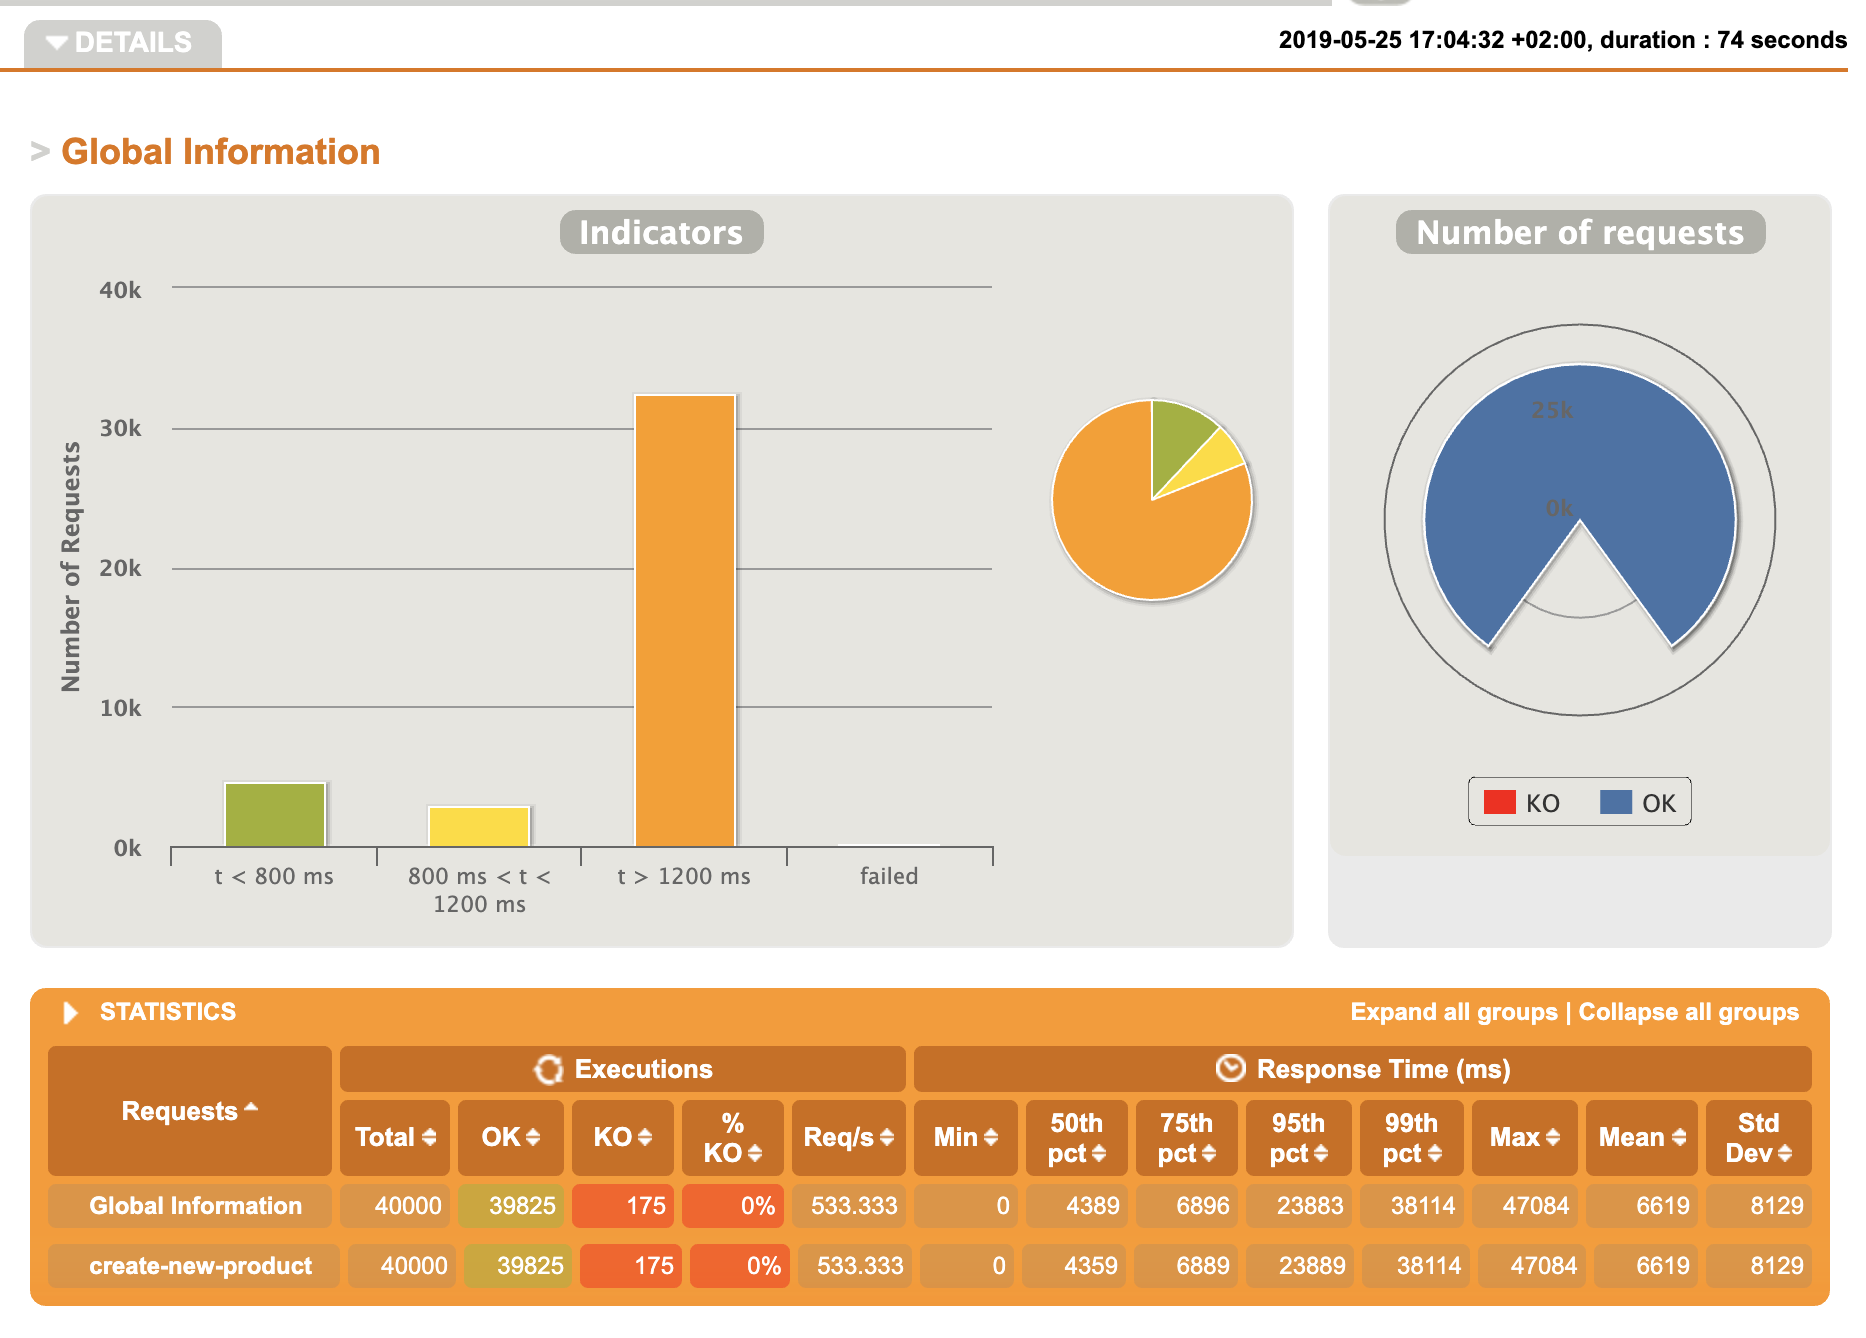 DETAILS
2019-05-25 17:04:32 +02:00, duration : 74 seconds
> Global Information
Indicators
Number of Requests
40k
30k
20k
10k
0k
t < 800 ms
800 ms < t <
1200 ms
t > 1200 ms
failed
Number of requests
25k
0k
KO OK
STATISTICS
Expand all groups | Collapse all groups
Requests
Executions
Response Time (ms)
Total OK KO % KO Req/s Min 50th pct 75th pct 95th pct 99th pct Max Mean Std Dev
Global Information 40000 39825 175 0% 533.333 0 4389 6896 23883 38114 47084 6619 8129
create-new-product 40000 39825 175 0% 533.333 0 4359 6889 23889 38114 47084 6619 8129